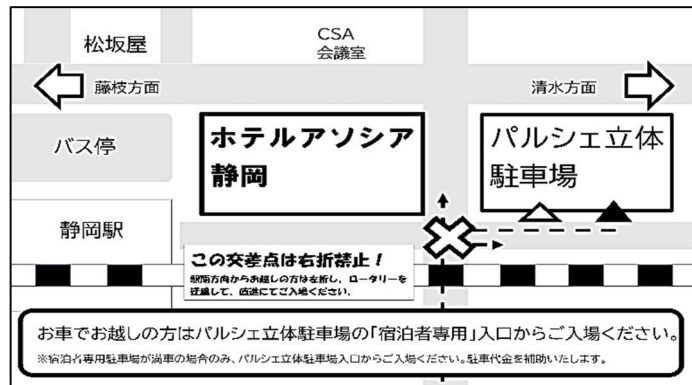 松坂屋
CSA
会議室
藤枝方面
清水方面
バス停
ホテルアソシア
静岡
パルシェ立体
駐車場
静岡駅
この交差点は右折禁止！
駅南方向からお越しの方は左折し、ロータリーを
迂回して、直進にてご入場ください。
お車でお越しの方はパルシェ立体駐車場の「宿泊者専用」入口からご入場ください。
※宿泊者専用駐車場が満車の場合のみ、パルシェ立体駐車場入口からご入場ください。駐車代金を補助いたします。